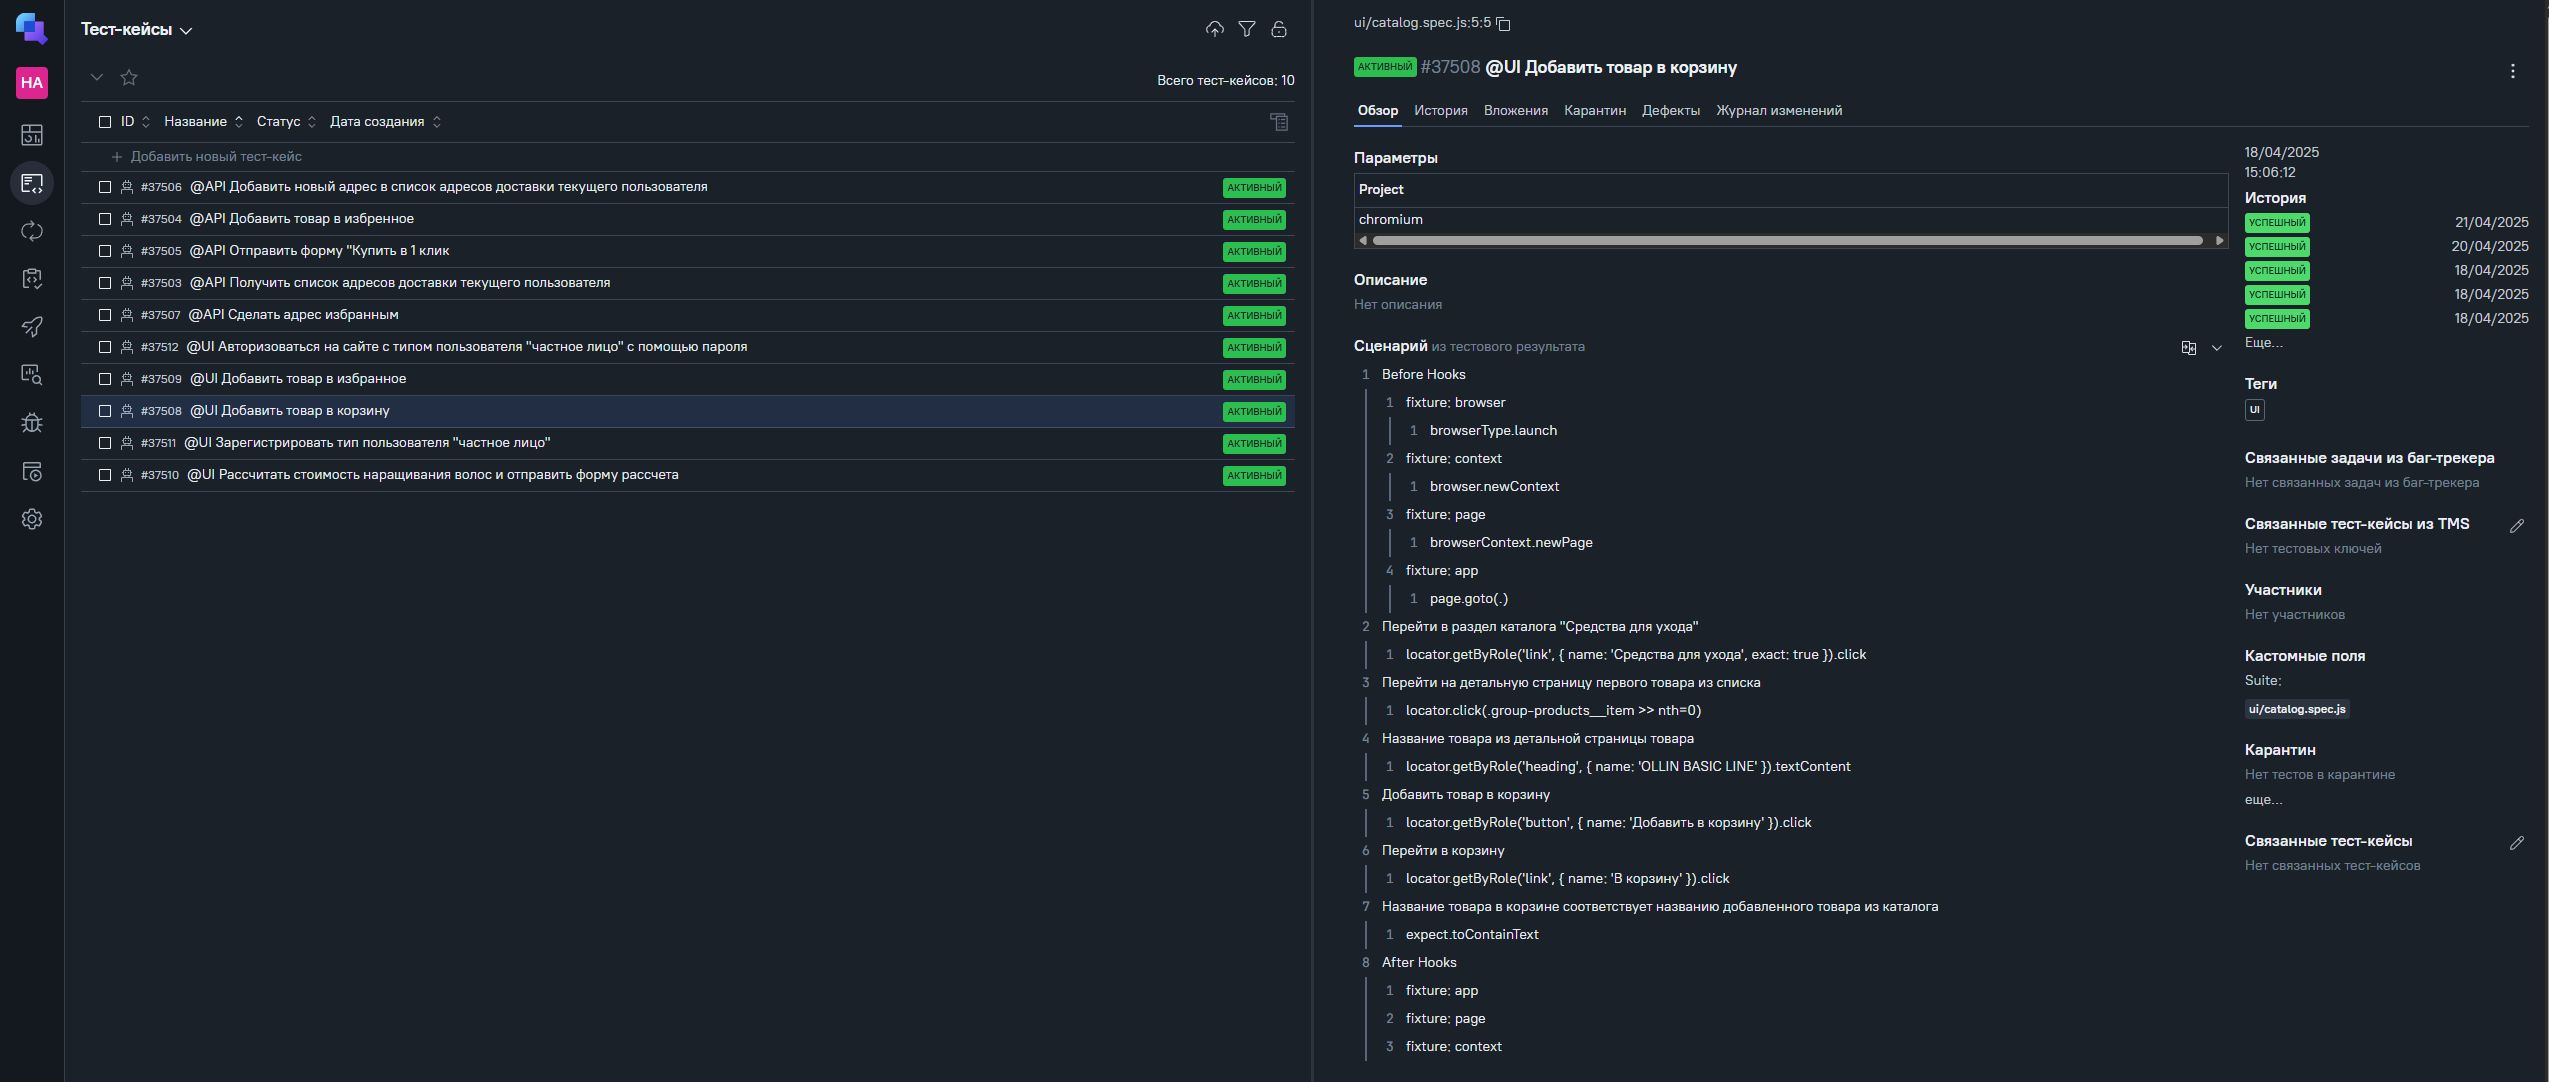 Тест-кейсы
HA
Всего тест-кейсов: 10
ID Название Статус Дата создания
Добавить новый тест-кейс
#37506 @API Добавить новый адрес в список адресов доставки текущего пользователя АКТИВНЫЙ
#37504 @API Добавить товар в избренное АКТИВНЫЙ
#37505 @API Отправить форму "Купить в 1 клик АКТИВНЫЙ
#37503 @API Получить список адресов доставки текущего пользователя АКТИВНЫЙ
#37507 @API Сделать адрес избранным АКТИВНЫЙ
#37512 @UI Авторизоваться на сайте с типом пользователя "частное лицо" с помощью пароля АКТИВНЫЙ
#37509 @UI Добавить товар в избранное АКТИВНЫЙ
#37508 @UI Добавить товар в корзину АКТИВНЫЙ
#37511 @UI Зарегистрировать тип пользователя "частное лицо" АКТИВНЫЙ
#37510 @UI Рассчитать стоимость наращивания волос и отправить форму рассчета АКТИВНЫЙ
ui/catalog.spec.js:5:5
АКТИВНЫЙ #37508 @UI Добавить товар в корзину
Обзор История Вложения Карантин Дефекты Журнал изменений
Параметры
Project
chromium
Описание
Нет описания
Сценарий из тестового результата
1 Before Hooks
1 fixture: browser
1 browserType.launch
2 fixture: context
1 browser.newContext
3 fixture: page
1 browserContext.newPage
4 fixture: app
1 page.goto(.)
2 Перейти в раздел каталога "Средства для ухода"
1 locator.getByRole('link', { name: 'Средства для ухода', exact: true }).click
3 Перейти на детальную страницу первого товара из списка
1 locator.click(.group-products__item >> nth=0)
4 Название товара из детальной страницы товара
1 locator.getByRole('heading', { name: 'OLLIN BASIC LINE' }).textContent
5 Добавить товар в корзину
1 locator.getByRole('button', { name: 'Добавить в корзину' }).click
6 Перейти в корзину
1 locator.getByRole('link', { name: 'В корзину' }).click
7 Название товара в корзине соответствует названию добавленного товара из каталога
1 expect.toContainText
8 After Hooks
1 fixture: app
2 fixture: page
3 fixture: context
18/04/2025
15:06:12
История
УСПЕШНЫЙ 21/04/2025
УСПЕШНЫЙ 20/04/2025
УСПЕШНЫЙ 18/04/2025
УСПЕШНЫЙ 18/04/2025
УСПЕШНЫЙ 18/04/2025
Еще...
Теги
UI
Связанные задачи из баг-трекера
Нет связанных задач из баг-трекера
Связанные тест-кейсы из TMS
Нет тестовых ключей
Участники
Нет участников
Кастомные поля
Suite:
ui/catalog.spec.js
Карантин
Нет тестов в карантине
еще...
Связанные тест-кейсы
Нет связанных тест-кейсов